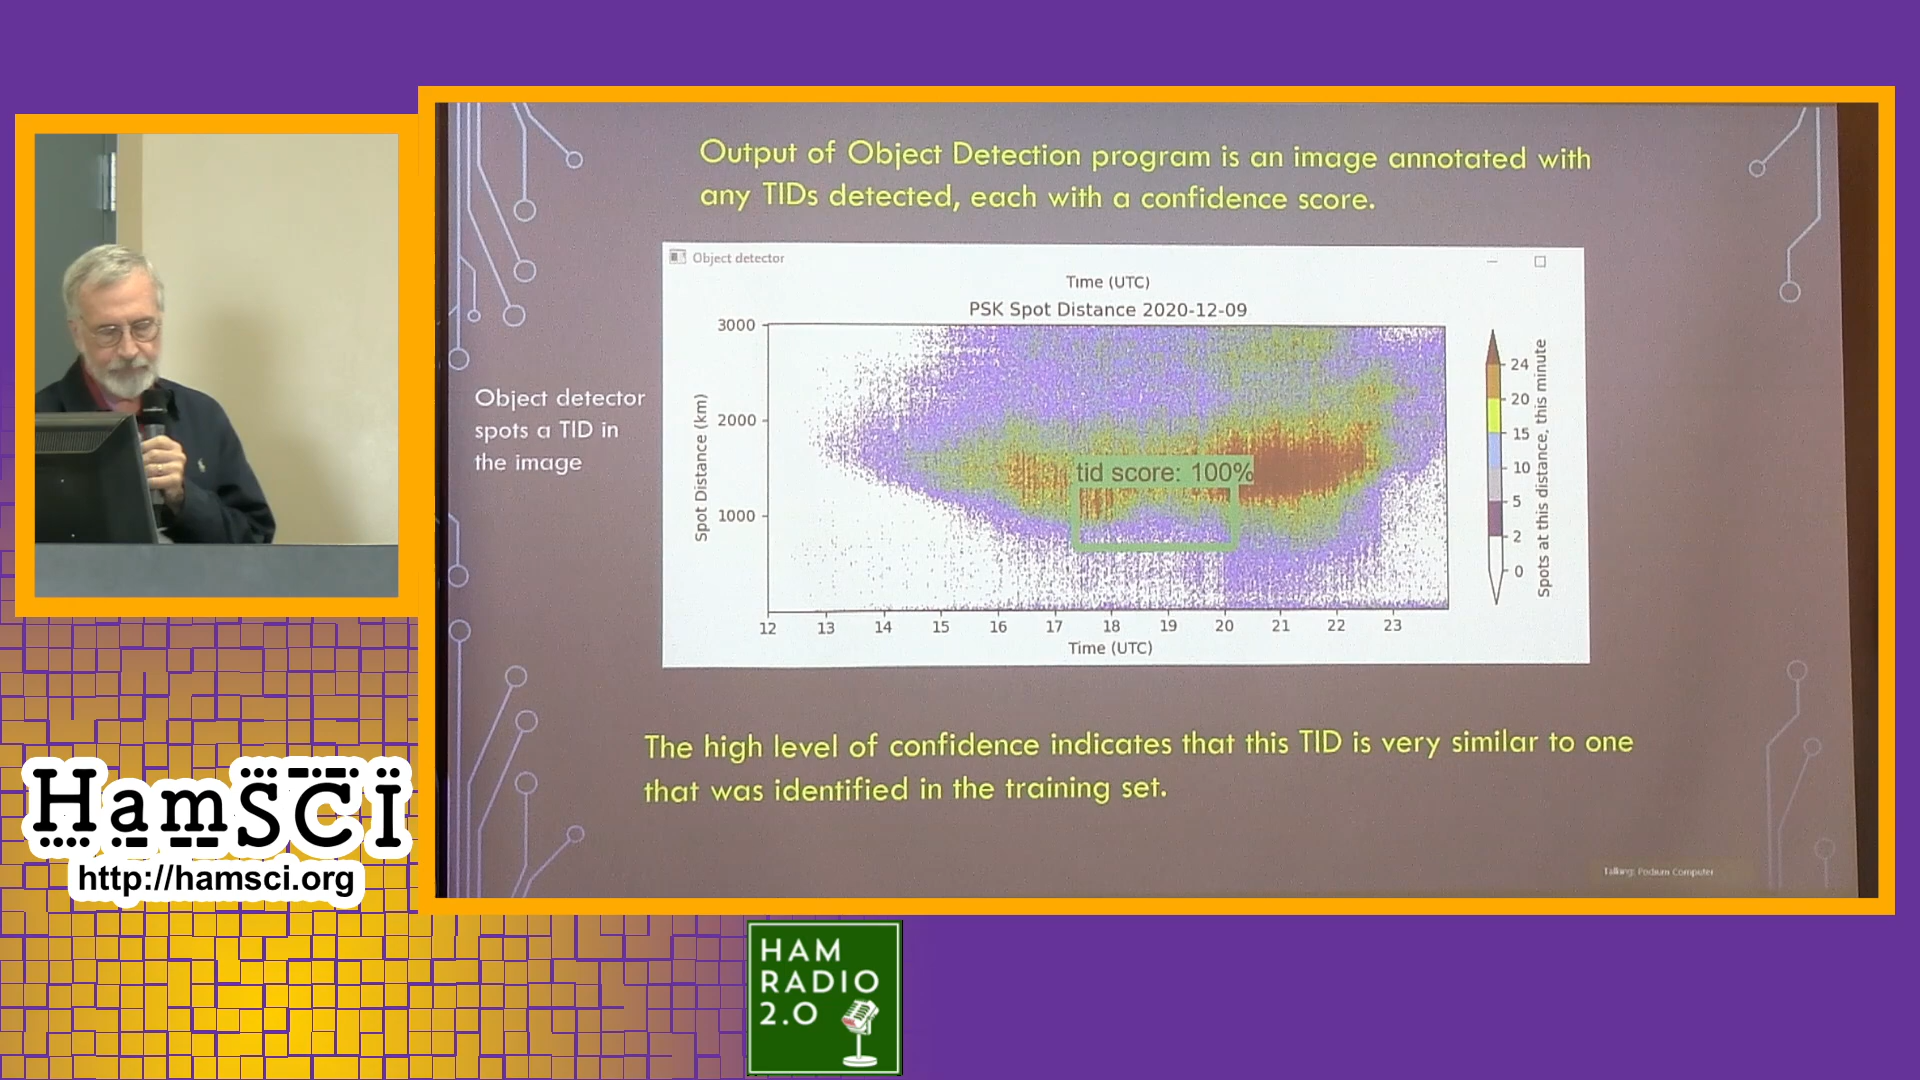 Output of Object Detection program is an image annotated with
any TIDs detected, each with a confidence score.
Object detector
Time (UTC)
PSK Spot Distance 2020-12-09
Object detector
spots a TID in
the image
Spot Distance (km)
3000
2000
1000
tid score: 100%
24
20
15
10
5
2
0
Spots at this distance, this minute
12 13 14 15 16 17 18 19 20 21 22 23
Time (UTC)
The high level of confidence indicates that this TID is very similar to one
that was identified in the training set.
Talking: Podium Computer
HamSCI
http://hamsci.org
HAM
RADIO
2.0